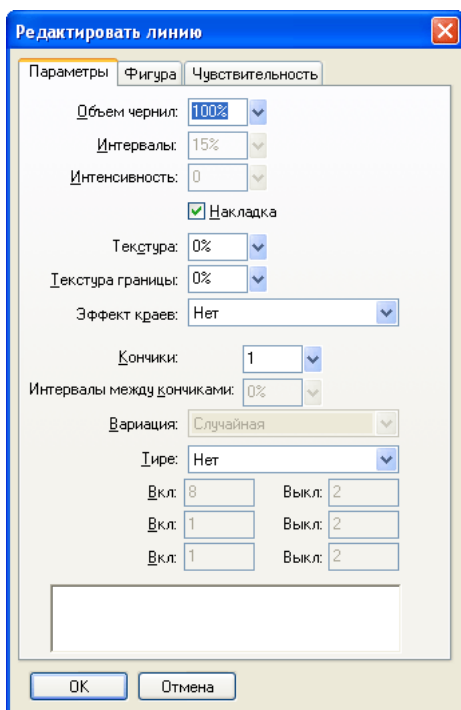 Редактировать линию
Параметры Фигура Чувствительность
Объем чернил: 100%
Интервалы: 15%
Интенсивность: 0
Накладка
Текстура: 0%
Текстура границы: 0%
Эффект краев: Нет
Кончики: 1
Интервалы между кончиками: 0%
Вариация: Случайная
Тире: Нет
Вкл: 8 Выкл: 2
Вкл: 1 Выкл: 2
Вкл: 1 Выкл: 2
OK Отмена